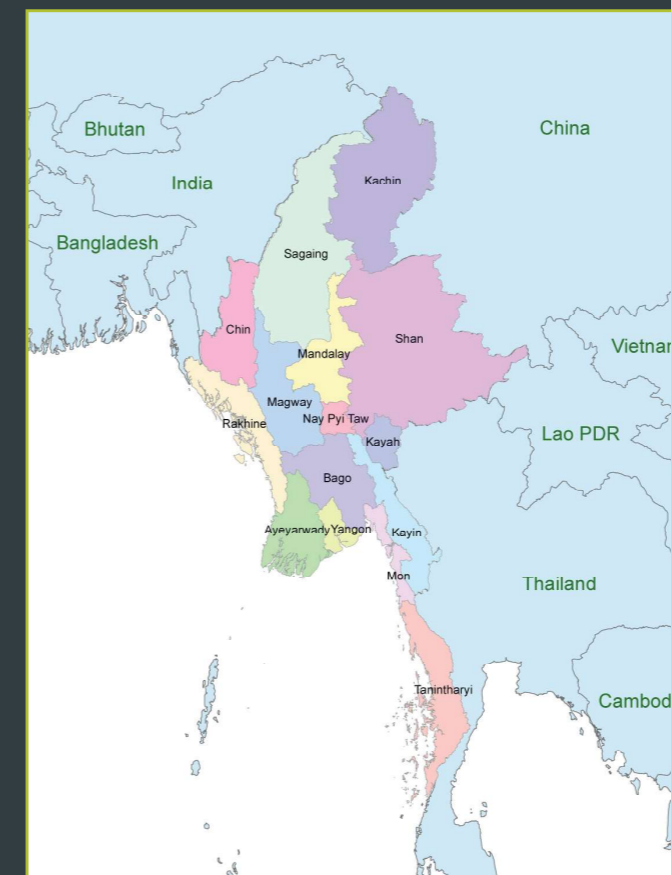 China
Bhutan
Kachin
India
Bangladesh
Sagaing
Chin
Shan
Vietnar
Mandalay
Magway
Nay Pyi Taw
Rakhine
Lao PDR
Kayah
Bago
Ayeyarwady
Yangon
Kayin
Mon
Thailand
Tanintharyi
Cambod